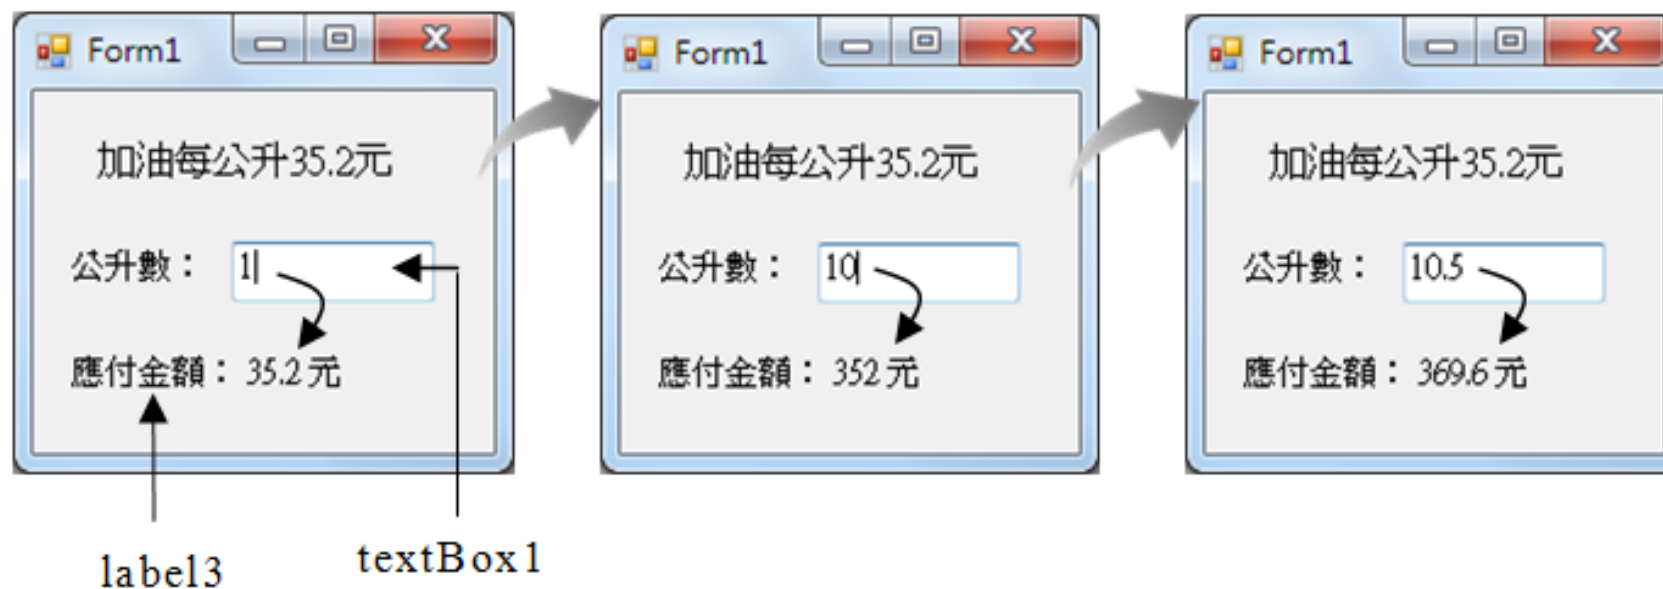 Form1
加油每公升35.2元
公升數： 1
應付金額： 35.2 元
label3
textBox1
Form1
加油每公升35.2元
公升數： 10
應付金額： 352 元
Form1
加油每公升35.2元
公升數： 10.5
應付金額： 369.6 元